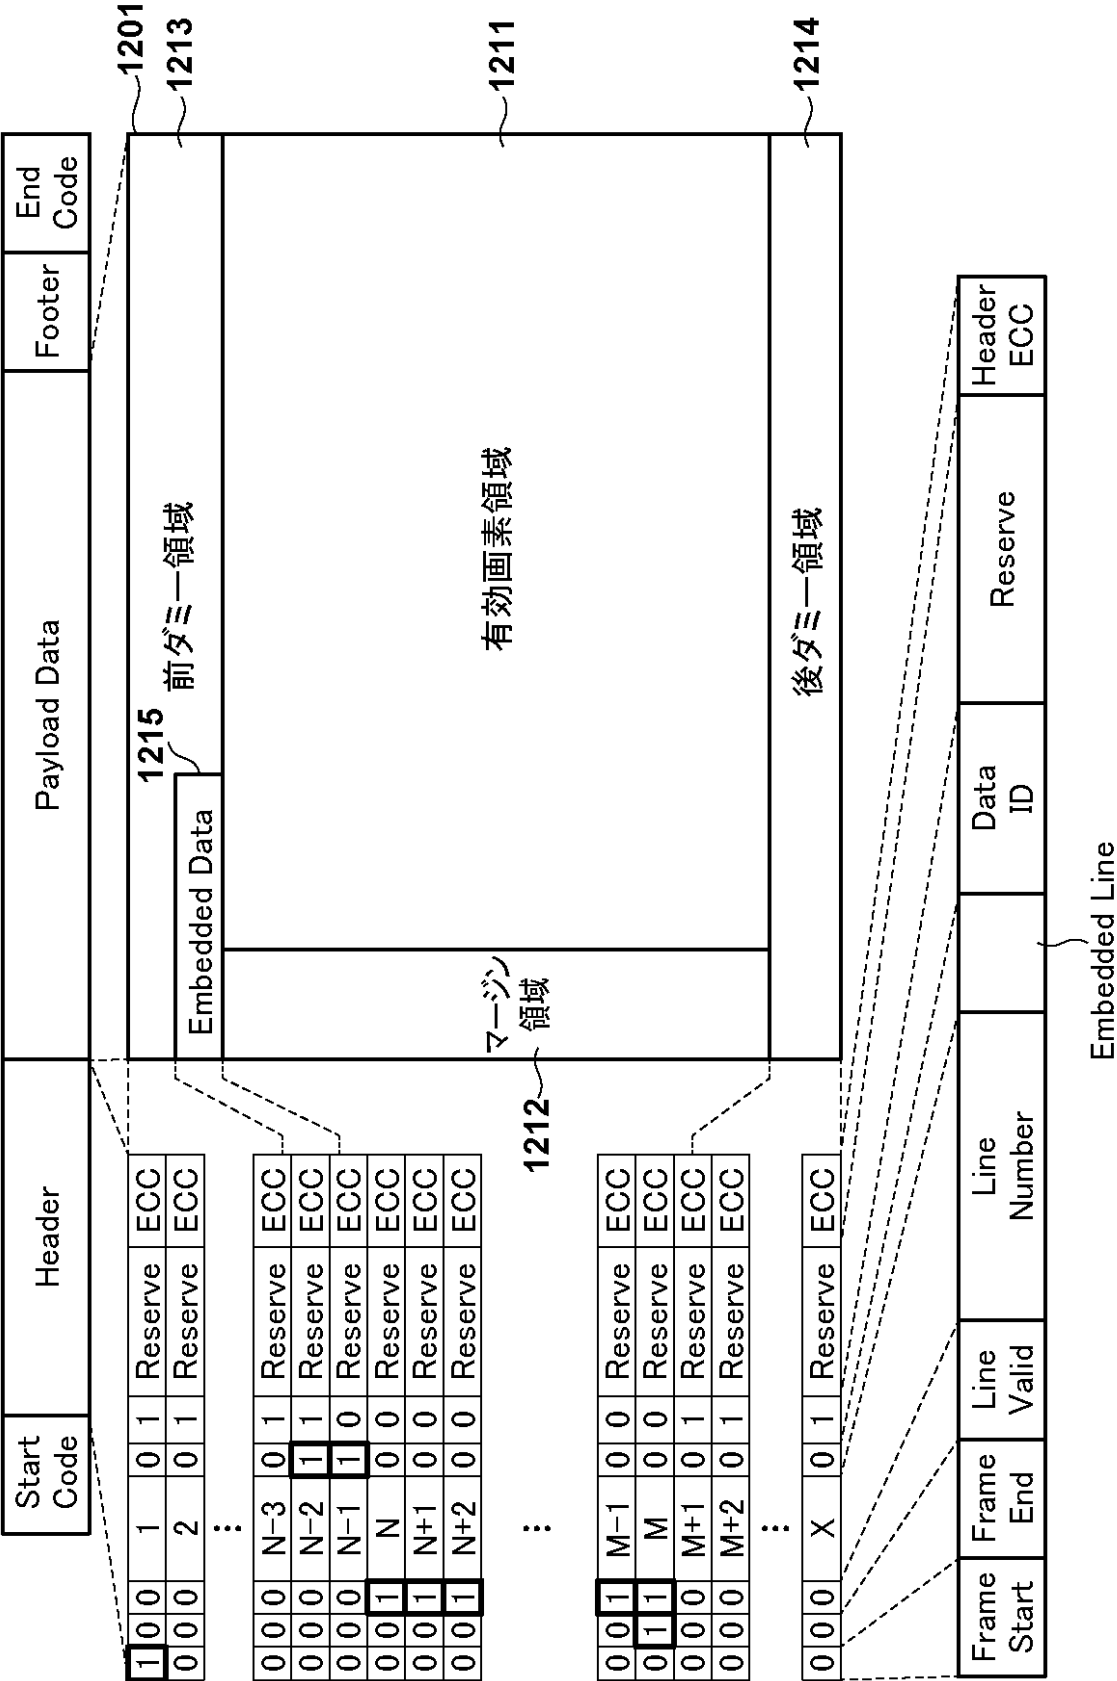 Start
Code
Header
Payload Data
Footer
End
Code
1 0 0 1 0 1 Reserve ECC
0 0 0 2 0 1 Reserve ECC
⋮
0 0 0 N-3 0 1 Reserve ECC
0 0 0 N-2 1 1 Reserve ECC
0 0 0 N-1 1 0 Reserve ECC
0 0 1 N 0 0 Reserve ECC
0 0 1 N+1 0 0 Reserve ECC
0 0 1 N+2 0 0 Reserve ECC
⋮
0 0 1 M-1 0 0 Reserve ECC
0 1 1 M 0 0 Reserve ECC
0 0 0 M+1 0 1 Reserve ECC
0 0 0 M+2 0 1 Reserve ECC
⋮
0 0 0 X 0 1 Reserve ECC
1201
前ダミー領域
1213
1215
Embedded Data
マージン
領域
1212
有効画素領域
1211
後ダミー領域
1214
Frame
Start
Frame
End
Line
Valid
Line
Number
Data
ID
Reserve
Header
ECC
Embedded Line